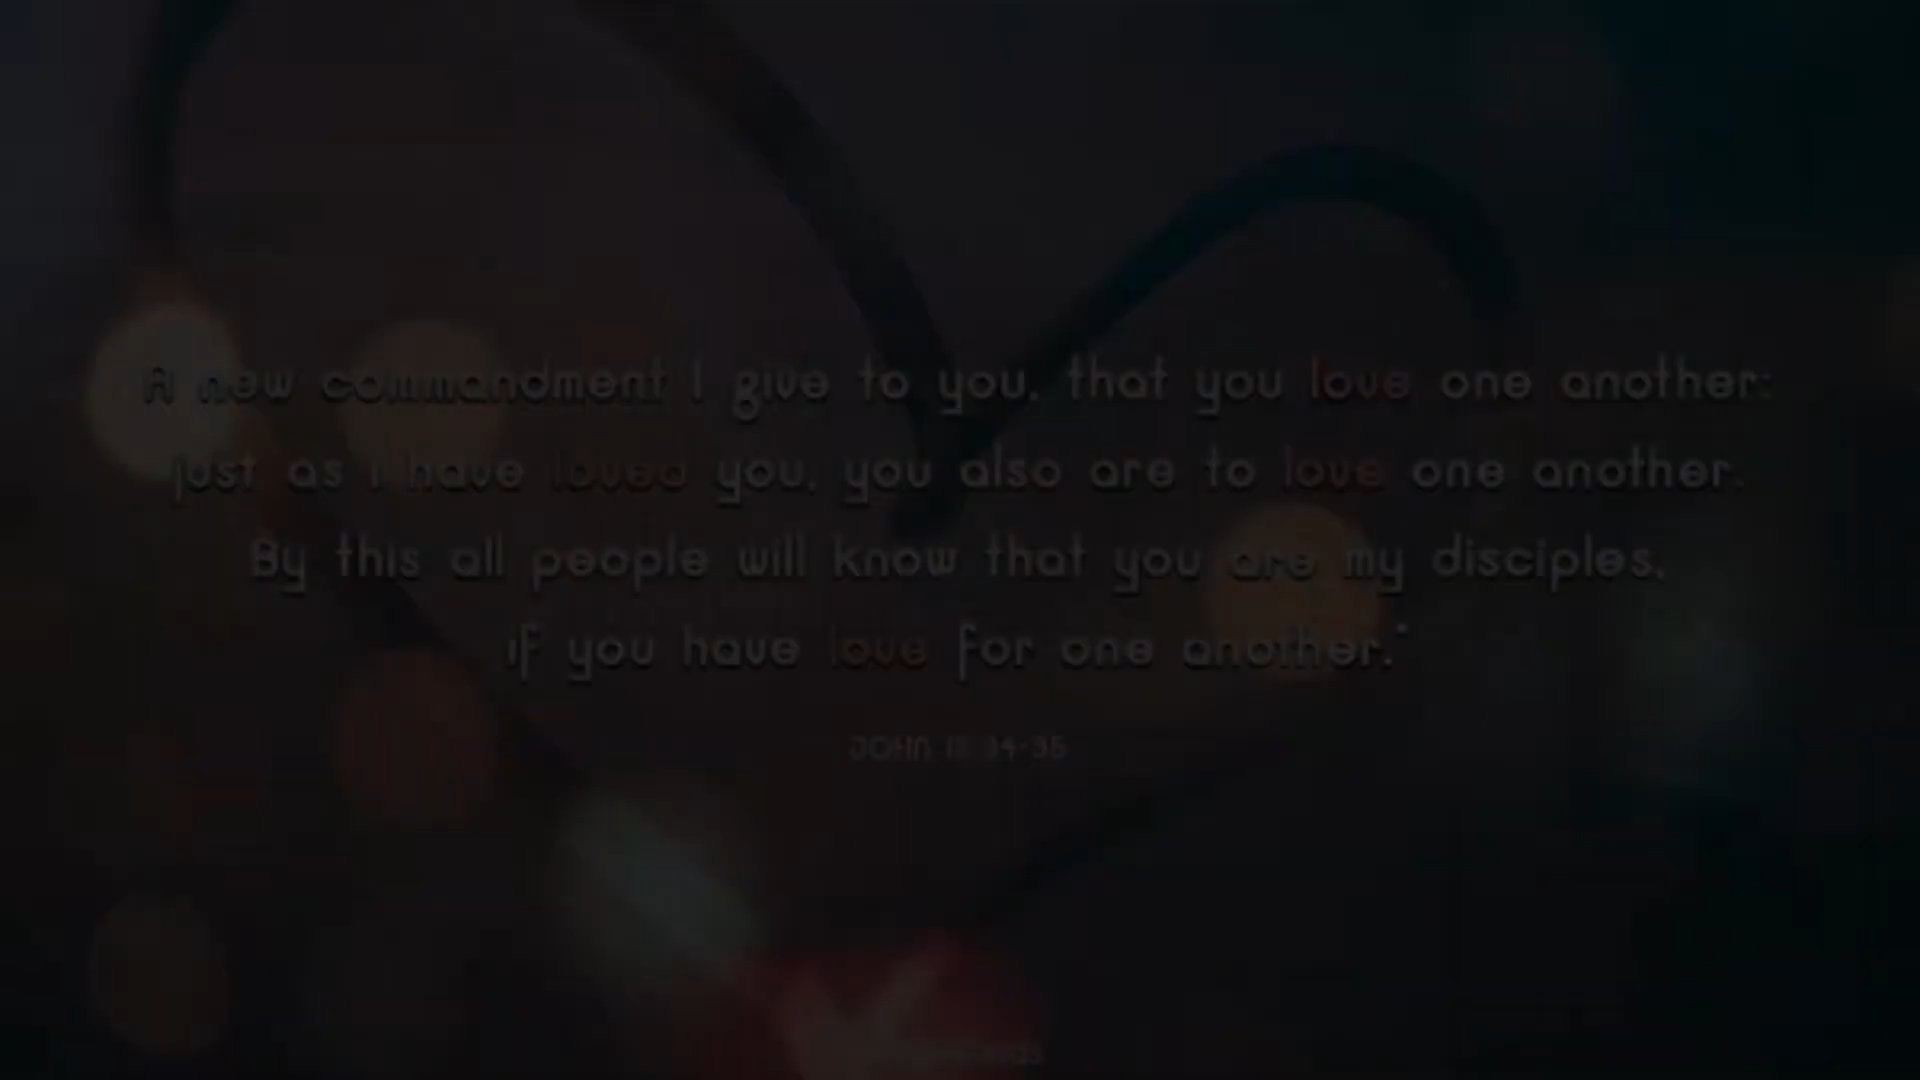 A new commandment I give to you, that you love one another:
just as I have loved you, you also are to love one another.
By this all people will know that you are my disciples,
if you have love for one another."
JOHN 13:34-35